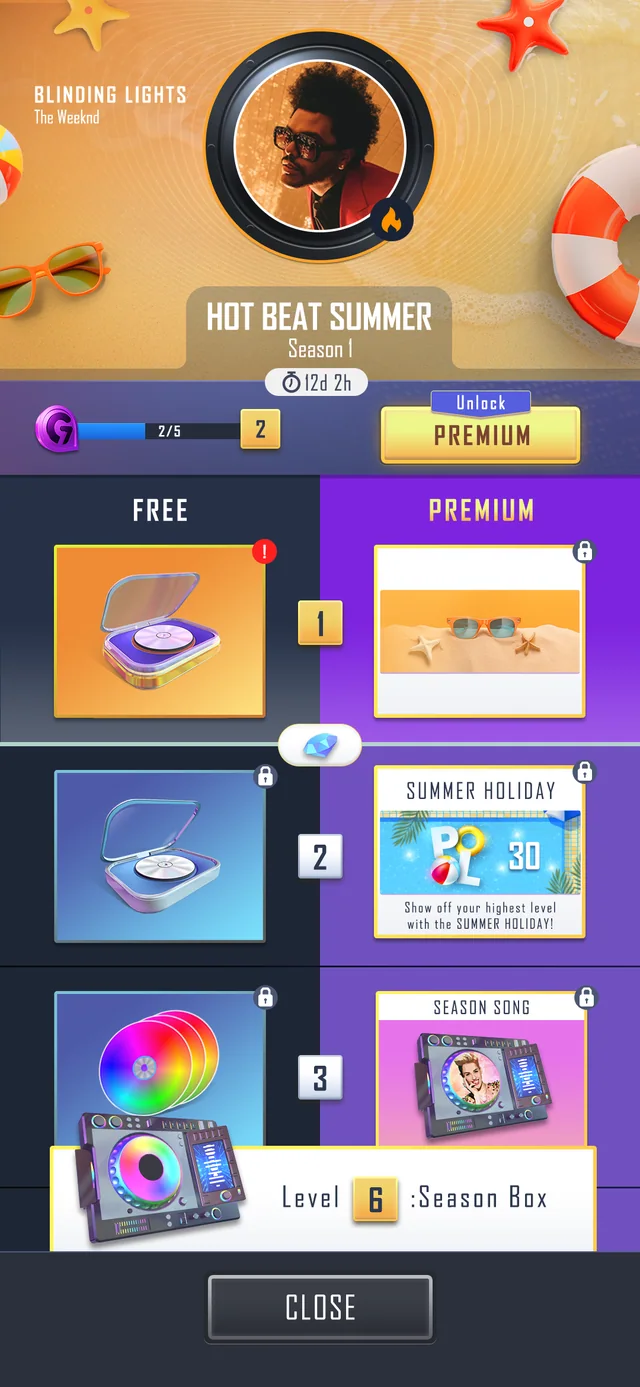 BLINDING LIGHTS
The Weeknd
HOT BEAT SUMMER
Season 1
12d 2h
2/5
2
Unlock
PREMIUM
FREE
PREMIUM
!
1
2
SUMMER HOLIDAY
POOL
30
Show off your highest level
with the SUMMER HOLIDAY!
3
SEASON SONG
Level 6 :Season Box
CLOSE